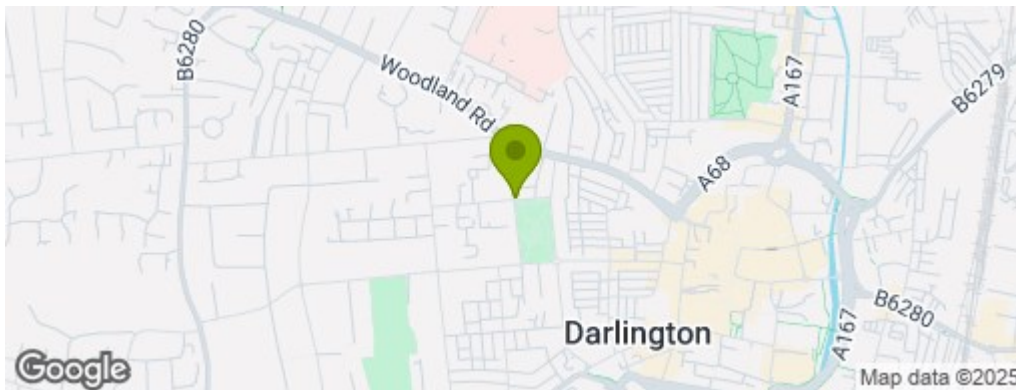 B6280
Woodland Rd
A167
B6279
A68
B6280
A167
Darlington
Google
Map data ©2025